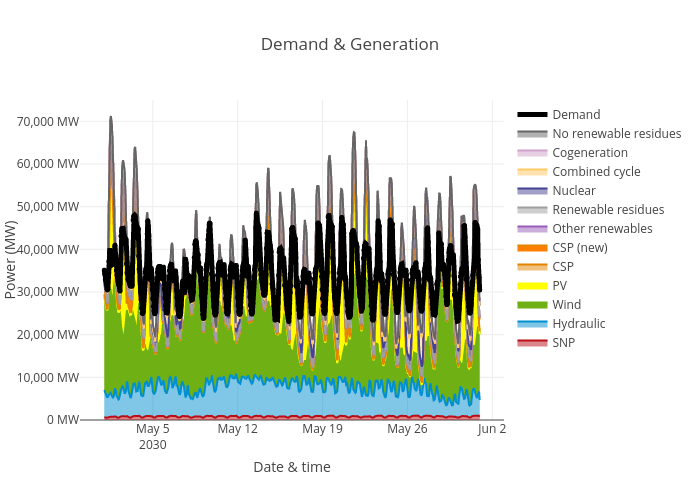 Demand & Generation
70,000 MW
60,000 MW
50,000 MW
40,000 MW
30,000 MW
20,000 MW
10,000 MW
0 MW
Power (MW)
May 5
2030
May 12
May 19
May 26
Jun 2
Date & time
Demand
No renewable residues
Cogeneration
Combined cycle
Nuclear
Renewable residues
Other renewables
CSP (new)
CSP
PV
Wind
Hydraulic
SNP